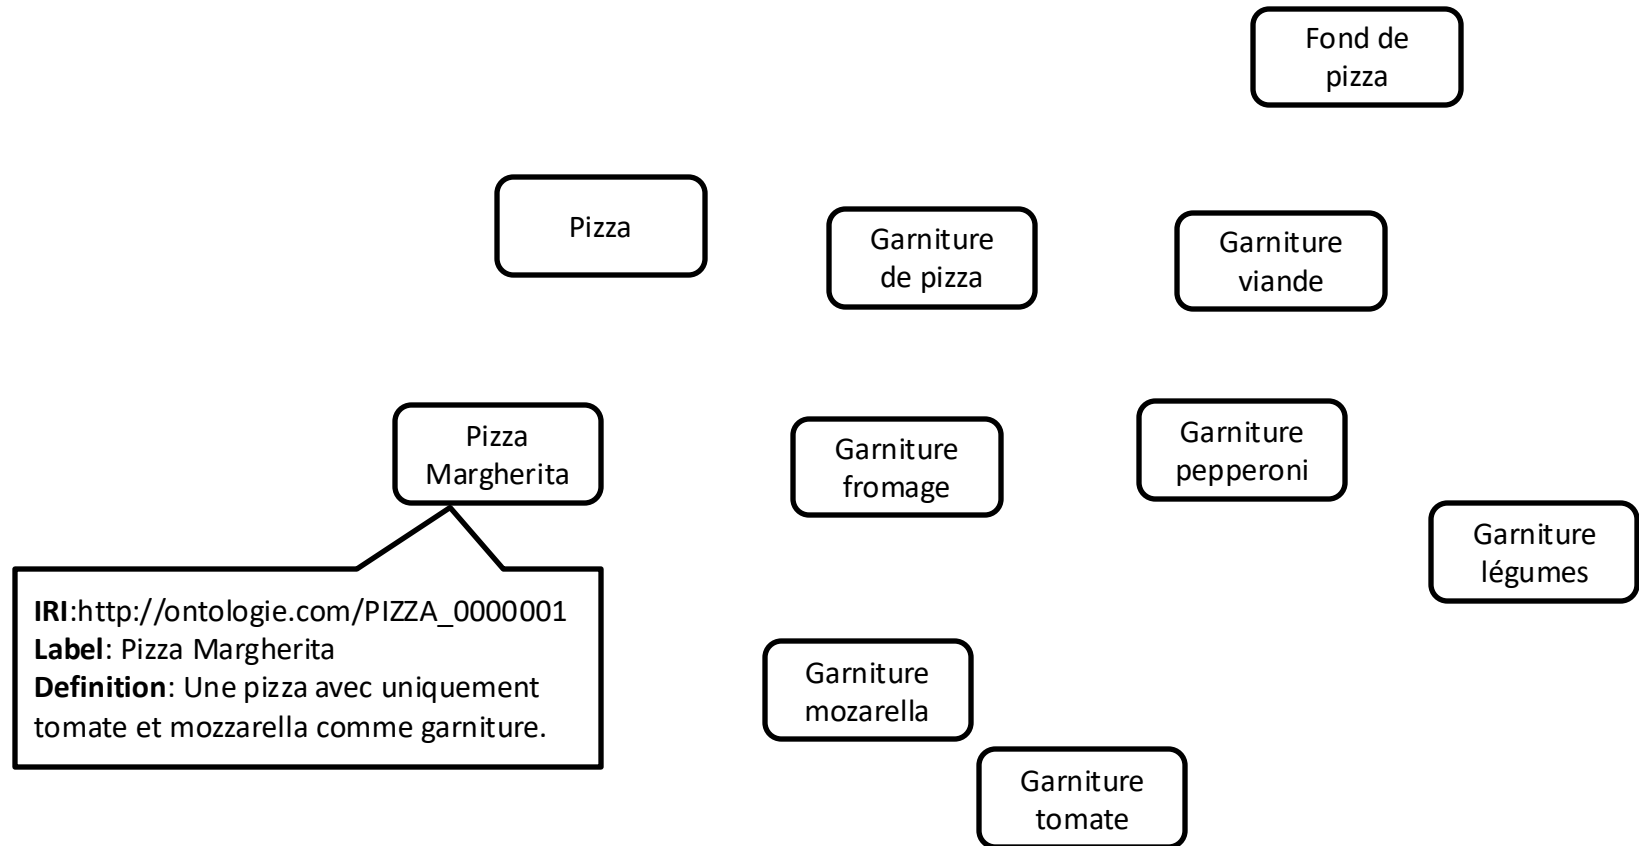 Fond de
pizza
Pizza
Garniture
de pizza
Garniture
viande
Pizza
Margherita
Garniture
fromage
Garniture
pepperoni
Garniture
légumes
IRI:http://ontologie.com/PIZZA_0000001
Label: Pizza Margherita
Definition: Une pizza avec uniquement
tomate et mozzarella comme garniture.
Garniture
mozarella
Garniture
tomate